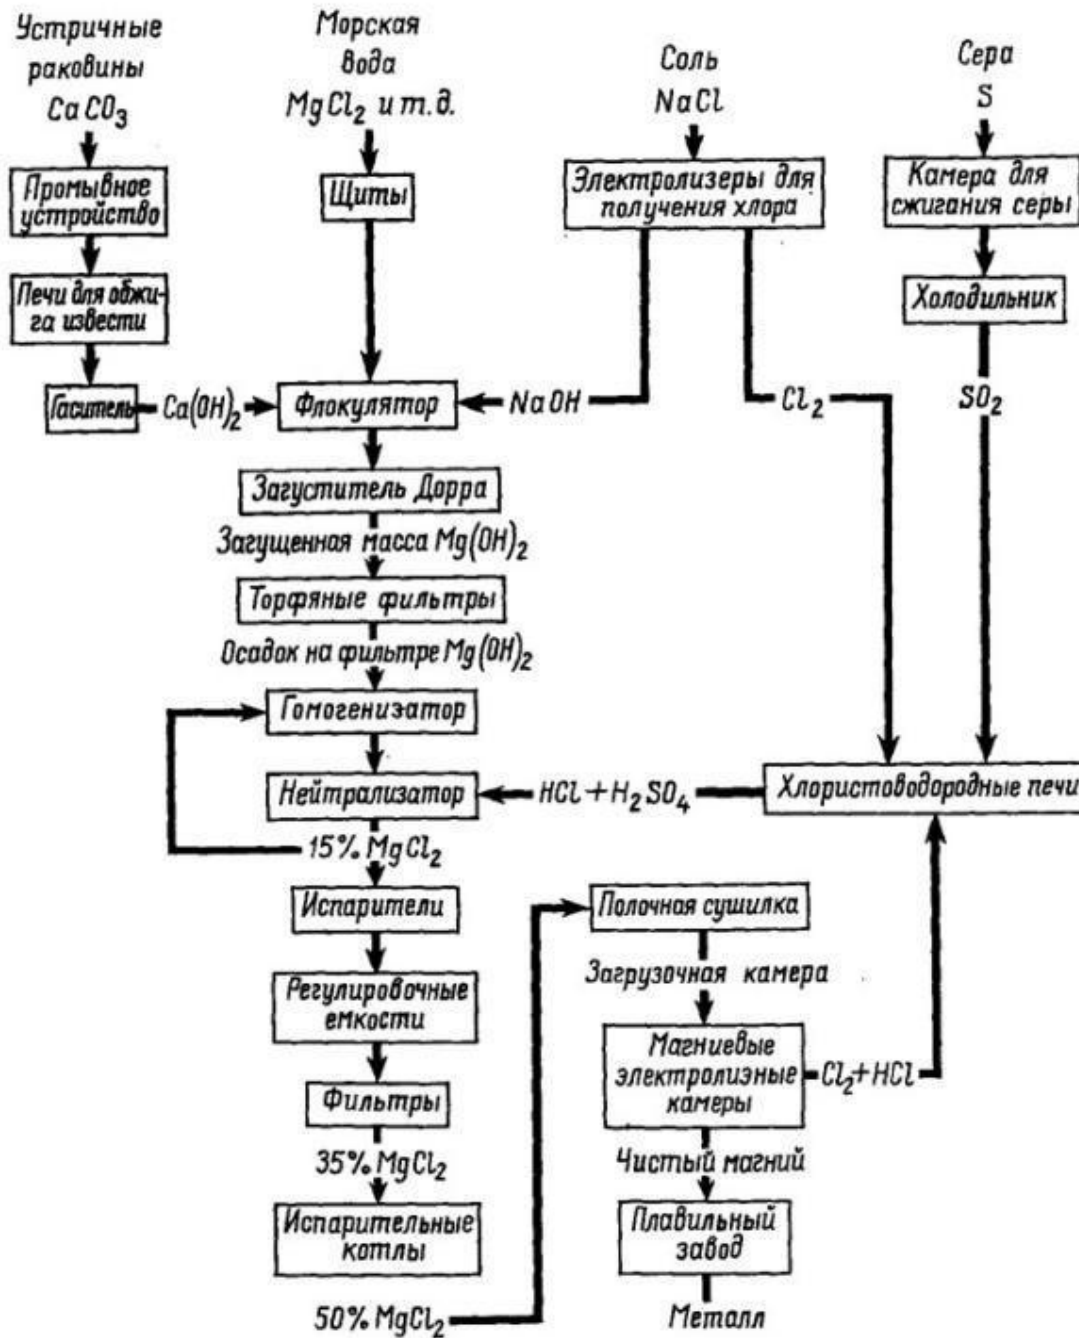 Устричные
раковины
CaCO₃
Морская
вода
MgCl₂ и т.д.
Соль
NaCl
Сера
S
Промывное
устройство
Щиты
Электролизеры для
получения хлора
Камера для
сжигания серы
Печи для обжи-
га извести
Холодильник
Гаситель
Ca(OH)₂
Флокулятор
NaOH
Cl₂
SO₂
Загуститель Дорра
Загущенная масса Mg(OH)₂
Торфяные фильтры
Осадок на фильтре Mg(OH)₂
Гомогенизатор
Нейтрализатор
HCl+H₂SO₄
Хлористоводородные печи
15% MgCl₂
Испарители
Регулировочные
емкости
Фильтры
35% MgCl₂
Испарительные
котлы
50% MgCl₂
Полочная сушилка
Загрузочная камера
Магниевые
электролизные
камеры
Cl₂+HCl
Чистый магний
Плавильный
завод
Металл